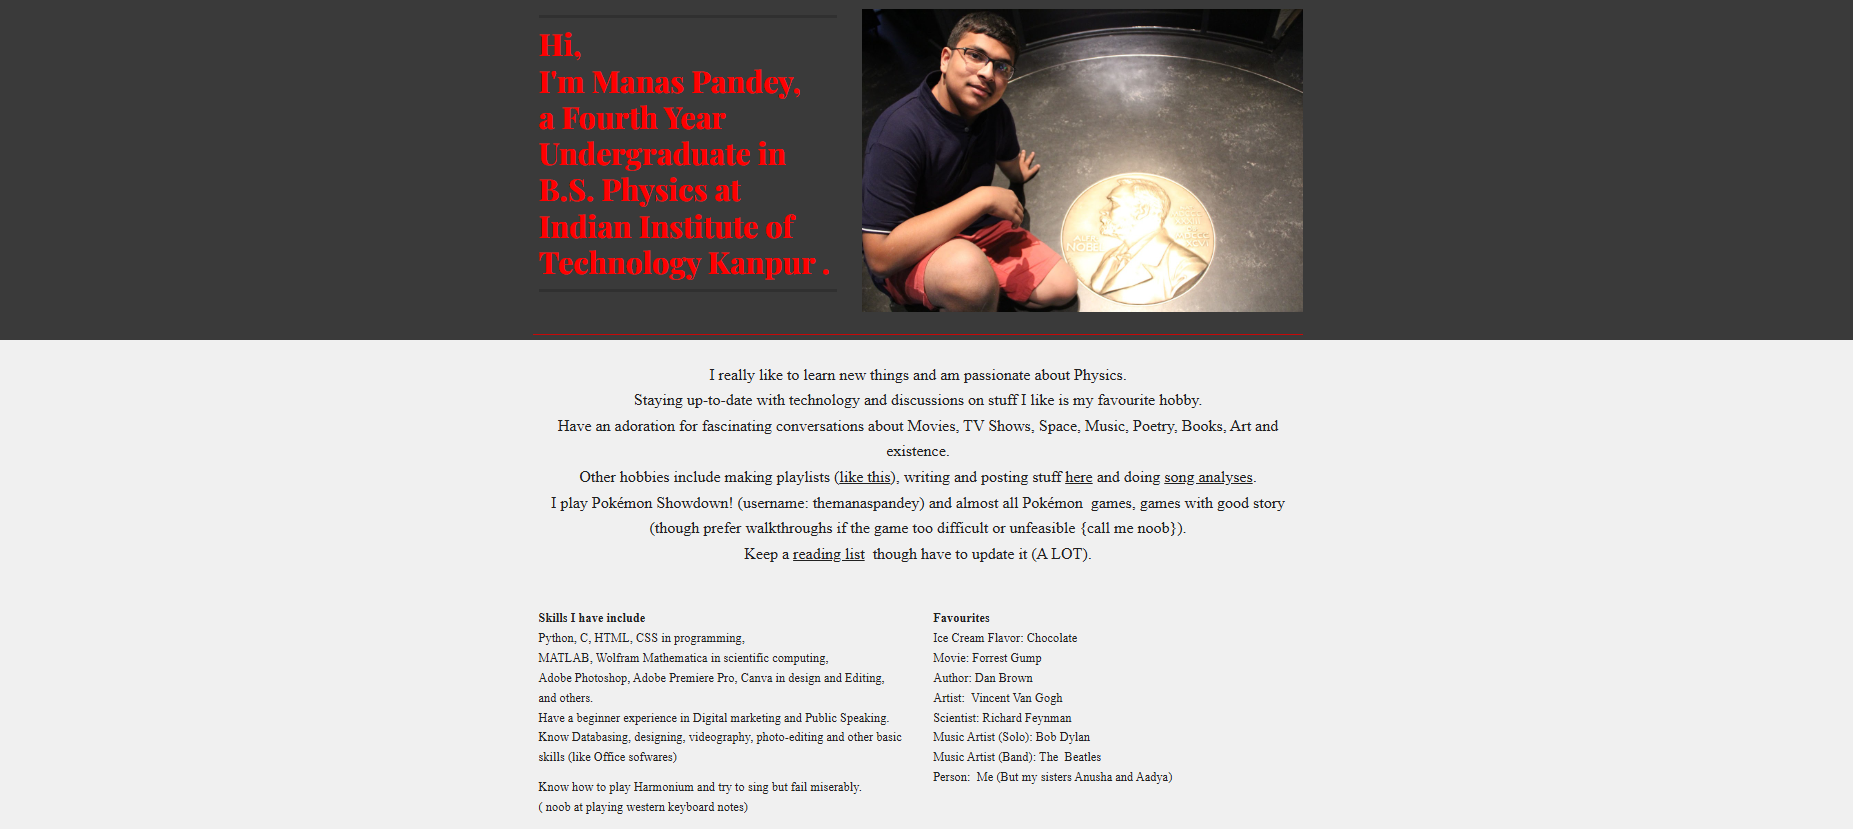 Hi,
I'm Manas Pandey,
a Fourth Year
Undergraduate in
B.S. Physics at
Indian Institute of
Technology Kanpur .
I really like to learn new things and am passionate about Physics.
Staying up-to-date with technology and discussions on stuff I like is my favourite hobby.
Have an adoration for fascinating conversations about Movies, TV Shows, Space, Music, Poetry, Books, Art and
existence.
Other hobbies include making playlists (like this), writing and posting stuff here and doing song analyses.
I play Pokémon Showdown! (username: themanaspandey) and almost all Pokémon  games, games with good story
(though prefer walkthroughs if the game too difficult or unfeasible {call me noob}).
Keep a reading list  though have to update it (A LOT).
Skills I have include
Python, C, HTML, CSS in programming,
MATLAB, Wolfram Mathematica in scientific computing,
Adobe Photoshop, Adobe Premiere Pro, Canva in design and Editing,
and others.
Have a beginner experience in Digital marketing and Public Speaking.
Know Databasing, designing, videography, photo-editing and other basic
skills (like Office sofwares)
Know how to play Harmonium and try to sing but fail miserably.
( noob at playing western keyboard notes)
Favourites
Ice Cream Flavor: Chocolate
Movie: Forrest Gump
Author: Dan Brown
Artist:  Vincent Van Gogh
Scientist: Richard Feynman
Music Artist (Solo): Bob Dylan
Music Artist (Band): The  Beatles
Person:  Me (But my sisters Anusha and Aadya)